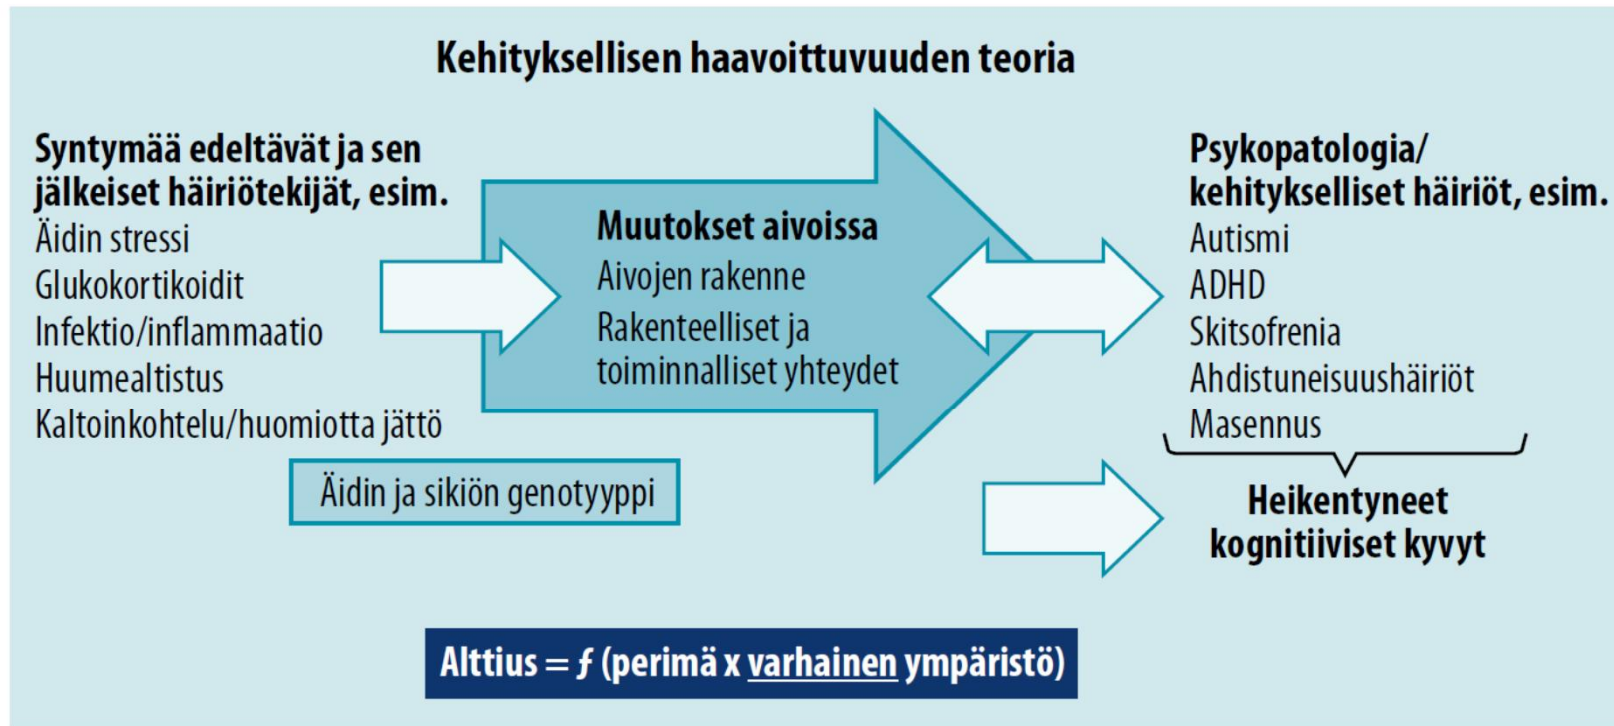 Kehityksellisen haavoittuvuuden teoria
Syntymää edeltävät ja sen
jälkeiset häiriötekijät, esim.
Äidin stressi
Glukokortikoidit
Infektio/inflammaatio
Huumealtistus
Kaltoinkohtelu/huomiotta jättö
Äidin ja sikiön genotyyppi
Muutokset aivoissa
Aivojen rakenne
Rakenteelliset ja
toiminnalliset yhteydet
Psykopatologia/
kehitykselliset häiriöt, esim.
Autismi
ADHD
Skitsofrenia
Ahdistuneisuushäiriöt
Masennus
Heikentyneet
kognitiiviset kyvyt
Alttius = ƒ (perimä x varhainen ympäristö)